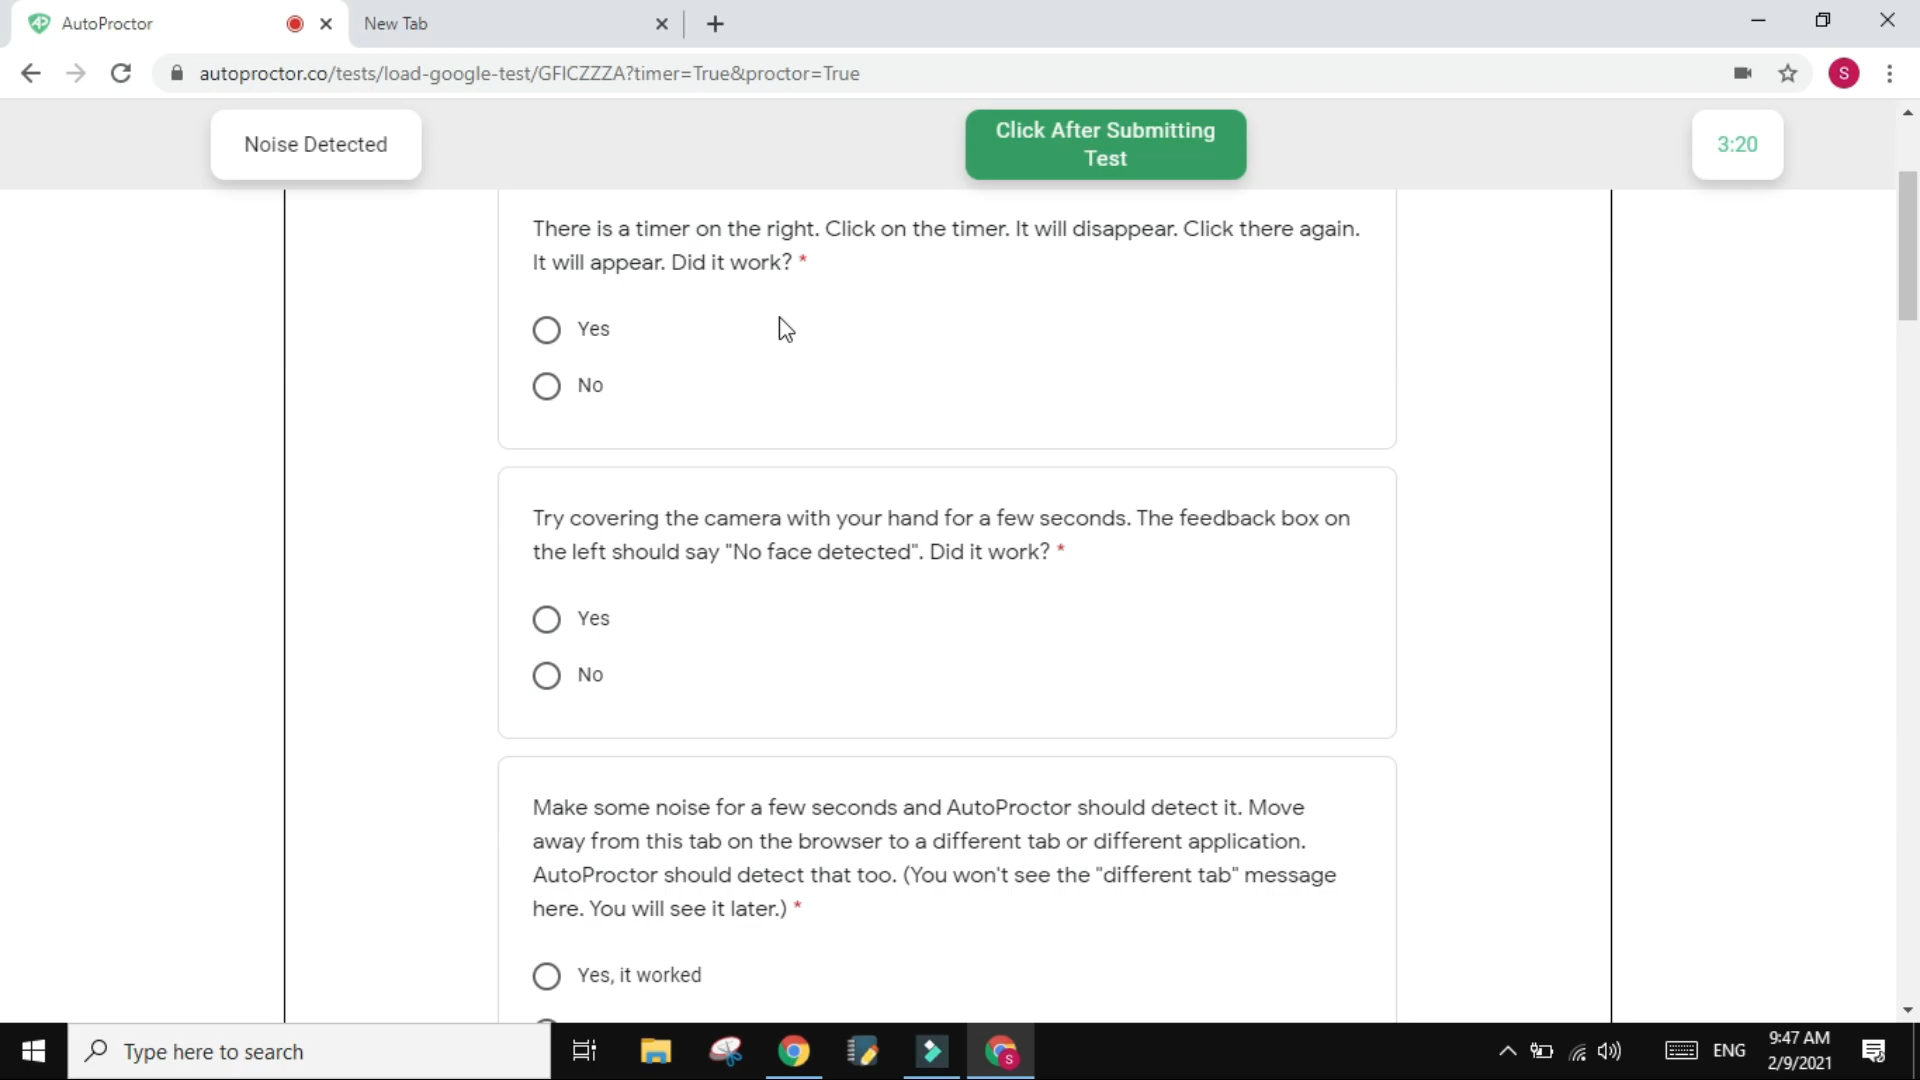 AutoProctor
New Tab
autoproctor.co/tests/load-google-test/GFICZZZA?timer=True&proctor=True
S
Noise Detected
Click After Submitting
Test
3:20
There is a timer on the right. Click on the timer. It will disappear. Click there again.
It will appear. Did it work? *
Yes
No
Try covering the camera with your hand for a few seconds. The feedback box on
the left should say "No face detected". Did it work? *
Yes
No
Make some noise for a few seconds and AutoProctor should detect it. Move
away from this tab on the browser to a different tab or different application.
AutoProctor should detect that too. (You won't see the "different tab" message
here. You will see it later.) *
Yes, it worked
Type here to search
S
ENG
9:47 AM
2/9/2021